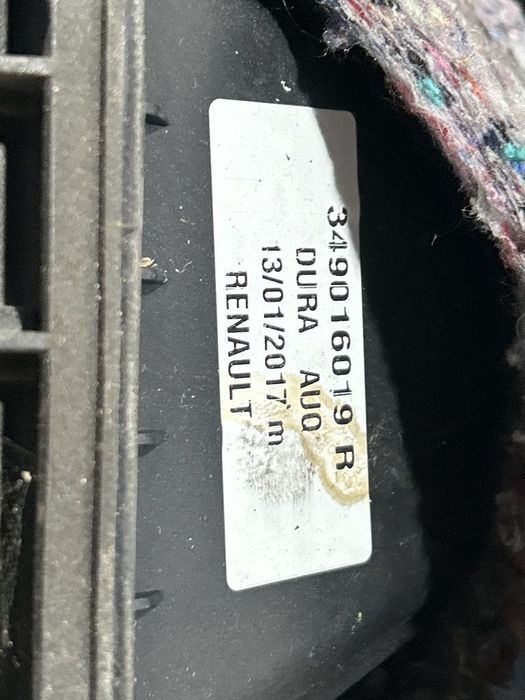 349016019 R
DURA AUO
13/01/2017 m
RENAULT